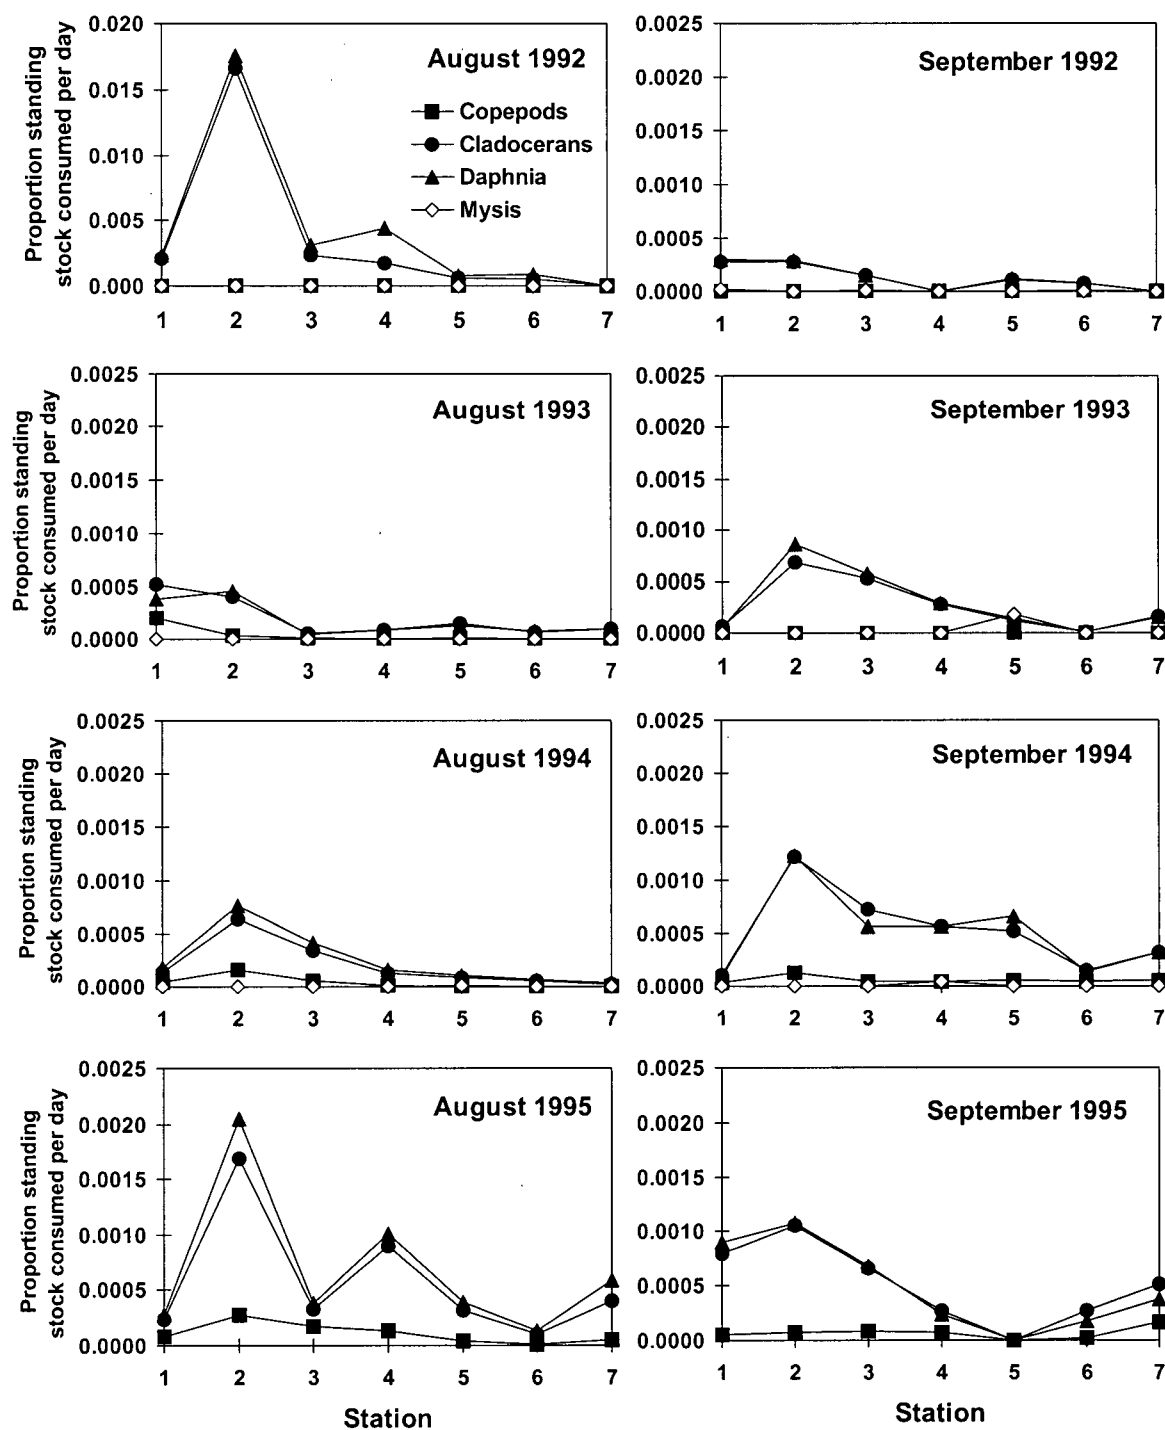 Proportion standing
stock consumed per day
0.020
0.015
0.010
0.005
0.000
August 1992
Copepods
Cladocerans
Daphnia
Mysis
1 2 3 4 5 6 7
0.0025
0.0020
0.0015
0.0010
0.0005
0.0000
September 1992
1 2 3 4 5 6 7
Proportion standing
stock consumed per day
0.0025
0.0020
0.0015
0.0010
0.0005
0.0000
August 1993
1 2 3 4 5 6 7
0.0025
0.0020
0.0015
0.0010
0.0005
0.0000
September 1993
1 2 3 4 5 6 7
Proportion standing
stock consumed per day
0.0025
0.0020
0.0015
0.0010
0.0005
0.0000
August 1994
1 2 3 4 5 6 7
0.0025
0.0020
0.0015
0.0010
0.0005
0.0000
September 1994
1 2 3 4 5 6 7
Proportion standing
stock consumed per day
0.0025
0.0020
0.0015
0.0010
0.0005
0.0000
August 1995
1 2 3 4 5 6 7
Station
0.0025
0.0020
0.0015
0.0010
0.0005
0.0000
September 1995
1 2 3 4 5 6 7
Station